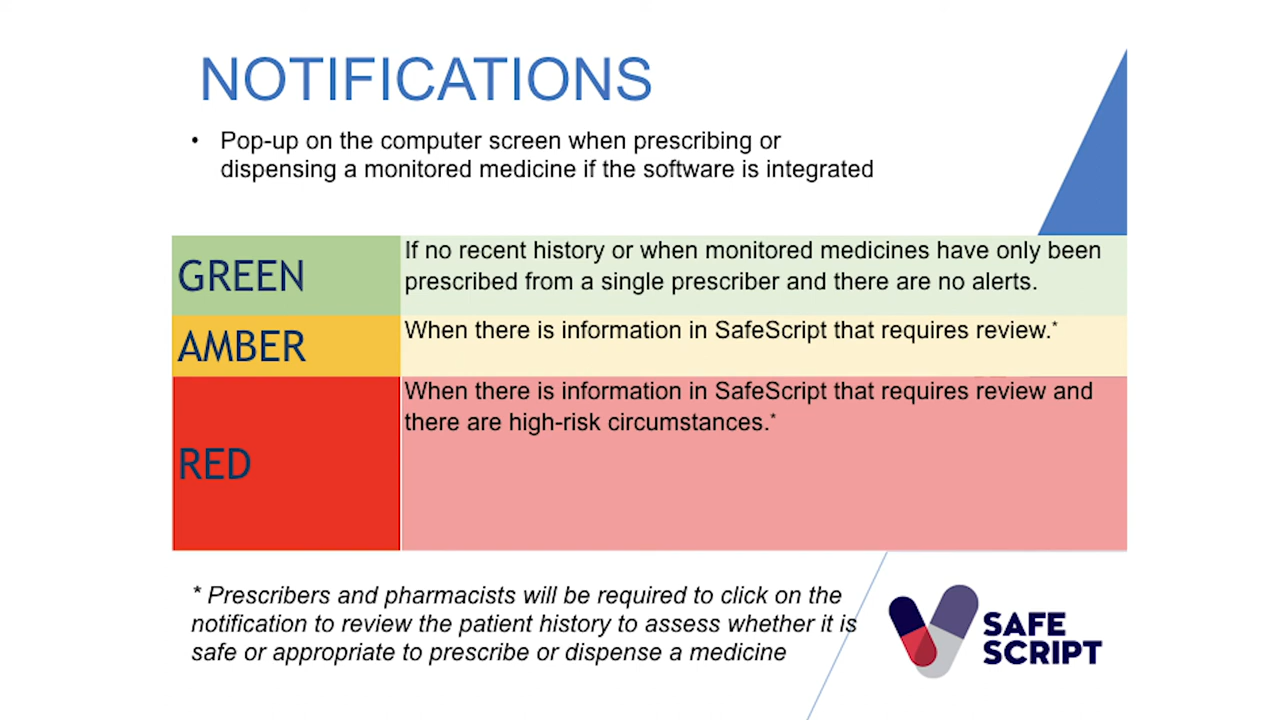 NOTIFICATIONS
• Pop-up on the computer screen when prescribing or
dispensing a monitored medicine if the software is integrated
GREEN
If no recent history or when monitored medicines have only been
prescribed from a single prescriber and there are no alerts.
AMBER
When there is information in SafeScript that requires review.*
RED
When there is information in SafeScript that requires review and
there are high-risk circumstances.*
* Prescribers and pharmacists will be required to click on the
notification to review the patient history to assess whether it is
safe or appropriate to prescribe or dispense a medicine
SAFE
SCRIPT